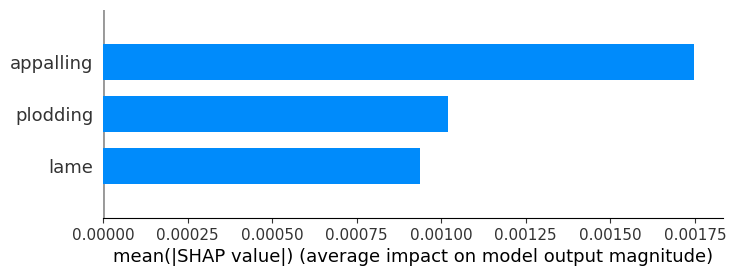 appalling
plodding
lame
0.00000 0.00025 0.00050 0.00075 0.00100 0.00125 0.00150 0.00175
mean(|SHAP value|) (average impact on model output magnitude)